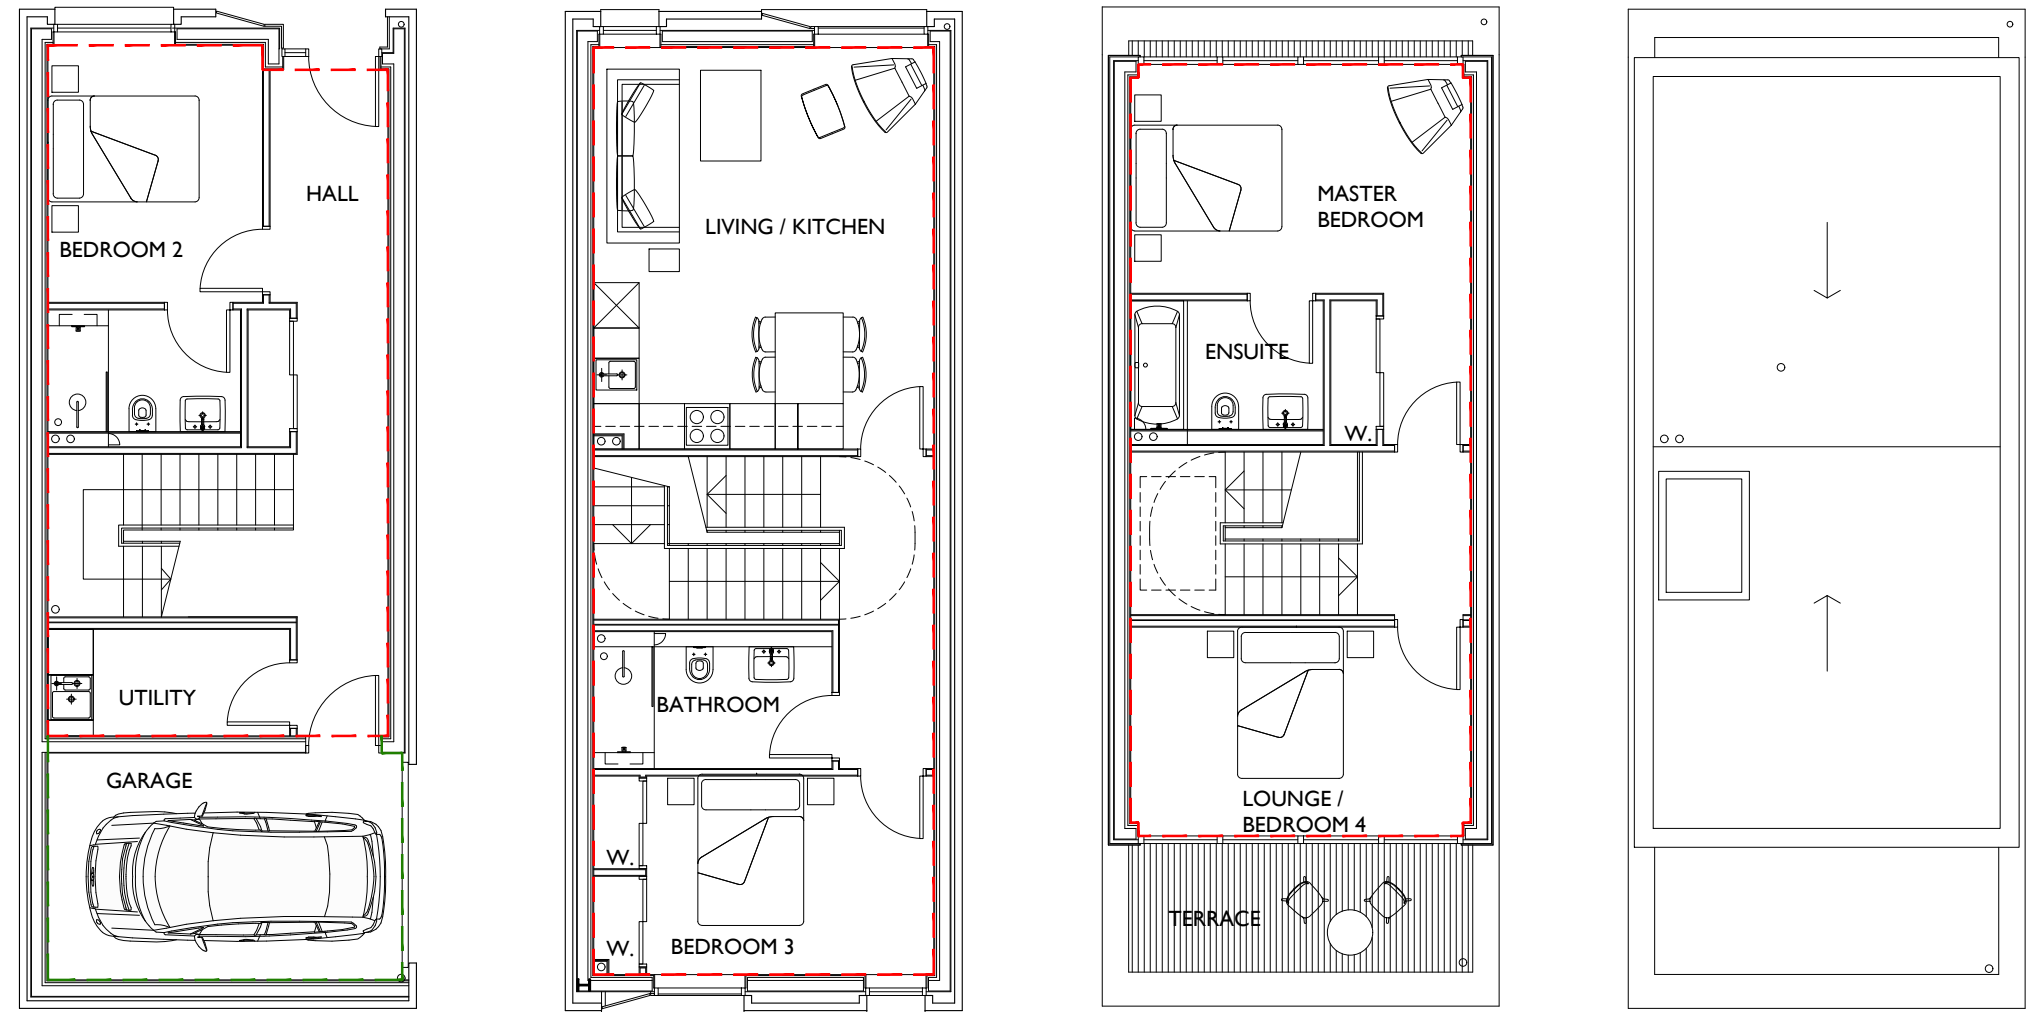 HALL
BEDROOM 2
UTILITY
GARAGE
LIVING / KITCHEN
BATHROOM
W.
W.
BEDROOM 3
MASTER
BEDROOM
ENSUITE
W.
LOUNGE /
BEDROOM 4
TERRACE